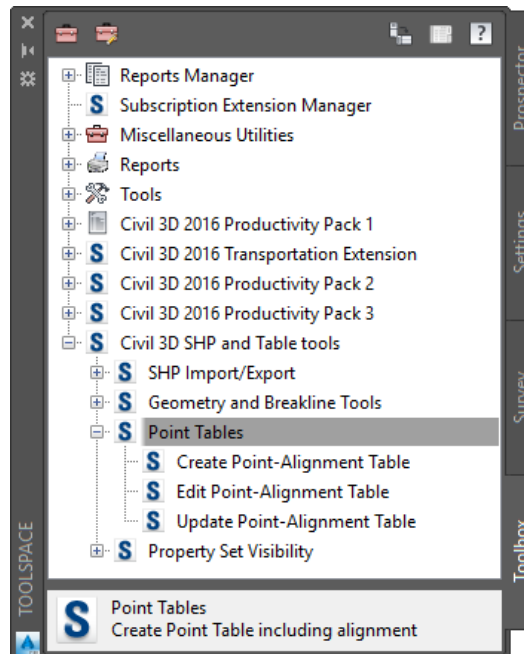 Reports Manager
S Subscription Extension Manager
Miscellaneous Utilities
Reports
Tools
Civil 3D 2016 Productivity Pack 1
S Civil 3D 2016 Transportation Extension
S Civil 3D 2016 Productivity Pack 2
S Civil 3D 2016 Productivity Pack 3
S Civil 3D SHP and Table tools
S SHP Import/Export
S Geometry and Breakline Tools
S Point Tables
S Create Point-Alignment Table
S Edit Point-Alignment Table
S Update Point-Alignment Table
S Property Set Visibility
S Point Tables
Create Point Table including alignment
TOOLSPACE
?
Prospector
Settings
Survey
Toolbox